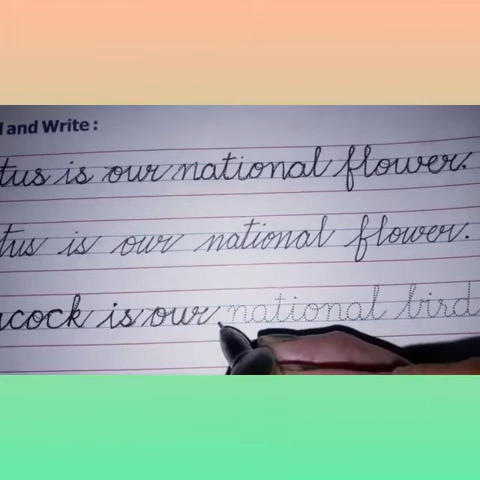 and Write :
tus is our national flower.
tus is our national flower.
cock is our national bird